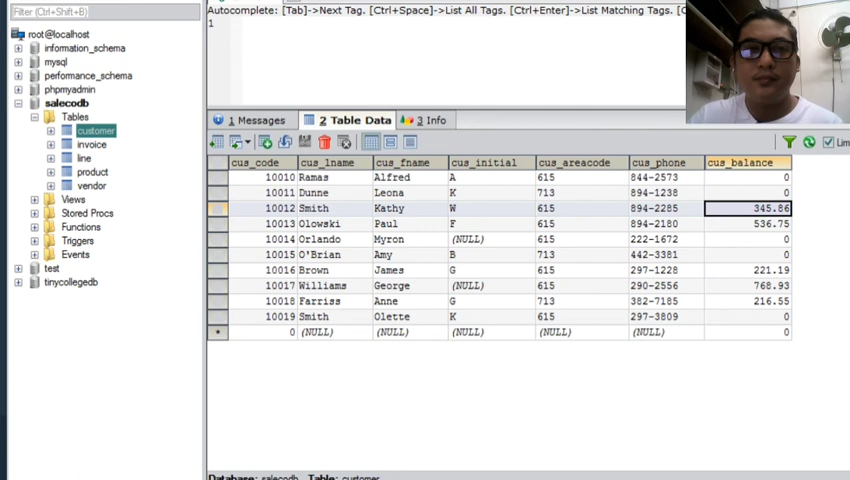 Filter (Ctrl+Shift+B)
root@localhost
information_schema
mysql
performance_schema
phpmyadmin
salecodb
Tables
customer
invoice
line
product
vendor
Views
Stored Procs
Functions
Triggers
Events
test
tinycollegedb
Autocomplete: [Tab]->Next Tag. [Ctrl+Space]->List All Tags. [Ctrl+Enter]->List Matching Tags.
1
1 Messages 2 Table Data 3 Info
Lim
cus_code cus_lname cus_fname cus_initial cus_areacode cus_phone cus_balance
10010 Ramas Alfred A 615 844-2573 0
10011 Dunne Leona K 713 894-1238 0
10012 Smith Kathy W 615 894-2285 345.86
10013 Olowski Paul F 615 894-2180 536.75
10014 Orlando Myron (NULL) 615 222-1672 0
10015 O'Brian Amy B 713 442-3381 0
10016 Brown James G 615 297-1228 221.19
10017 Williams George (NULL) 615 290-2556 768.93
10018 Farriss Anne G 713 382-7185 216.55
10019 Smith Olette K 615 297-3809 0
* 0 (NULL) (NULL) (NULL) (NULL) (NULL) 0
Database: salecodb Table: customer